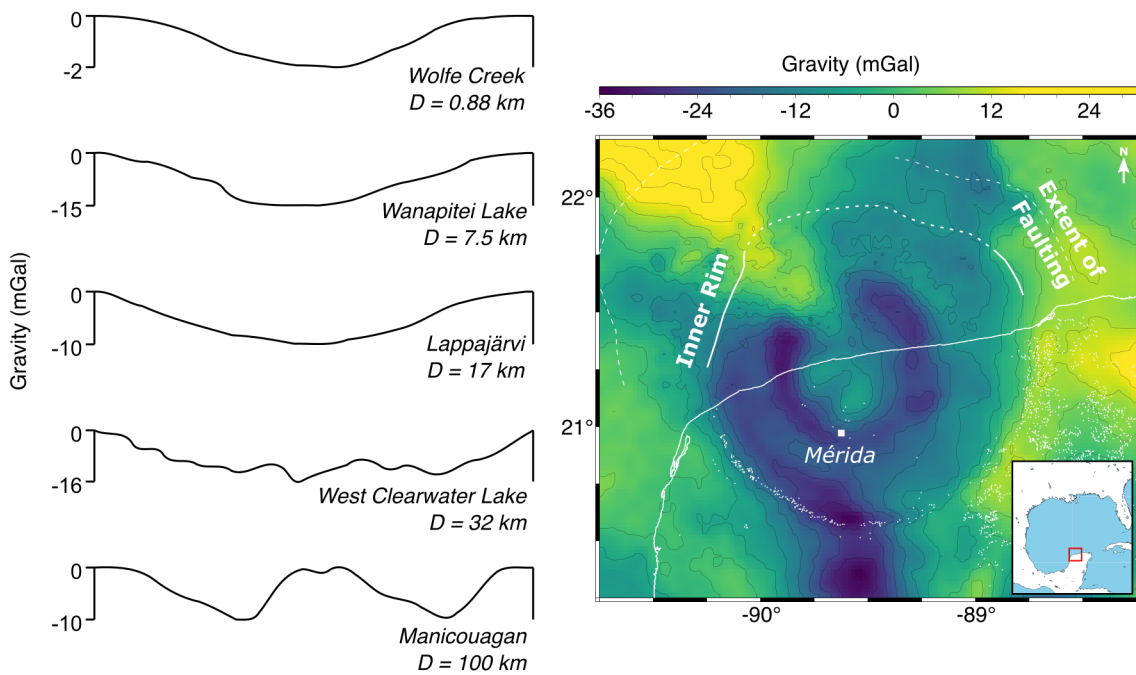 Gravity (mGal)
0
-2
Wolfe Creek
D = 0.88 km
0
-15
Wanapitei Lake
D = 7.5 km
0
-10
Lappajärvi
D = 17 km
0
-16
West Clearwater Lake
D = 32 km
0
-10
Manicouagan
D = 100 km
Gravity (mGal)
-36 -24 -12 0 12 24
N
22°
21°
Extent of
Faulting
Inner Rim
Mérida
-90° -89°